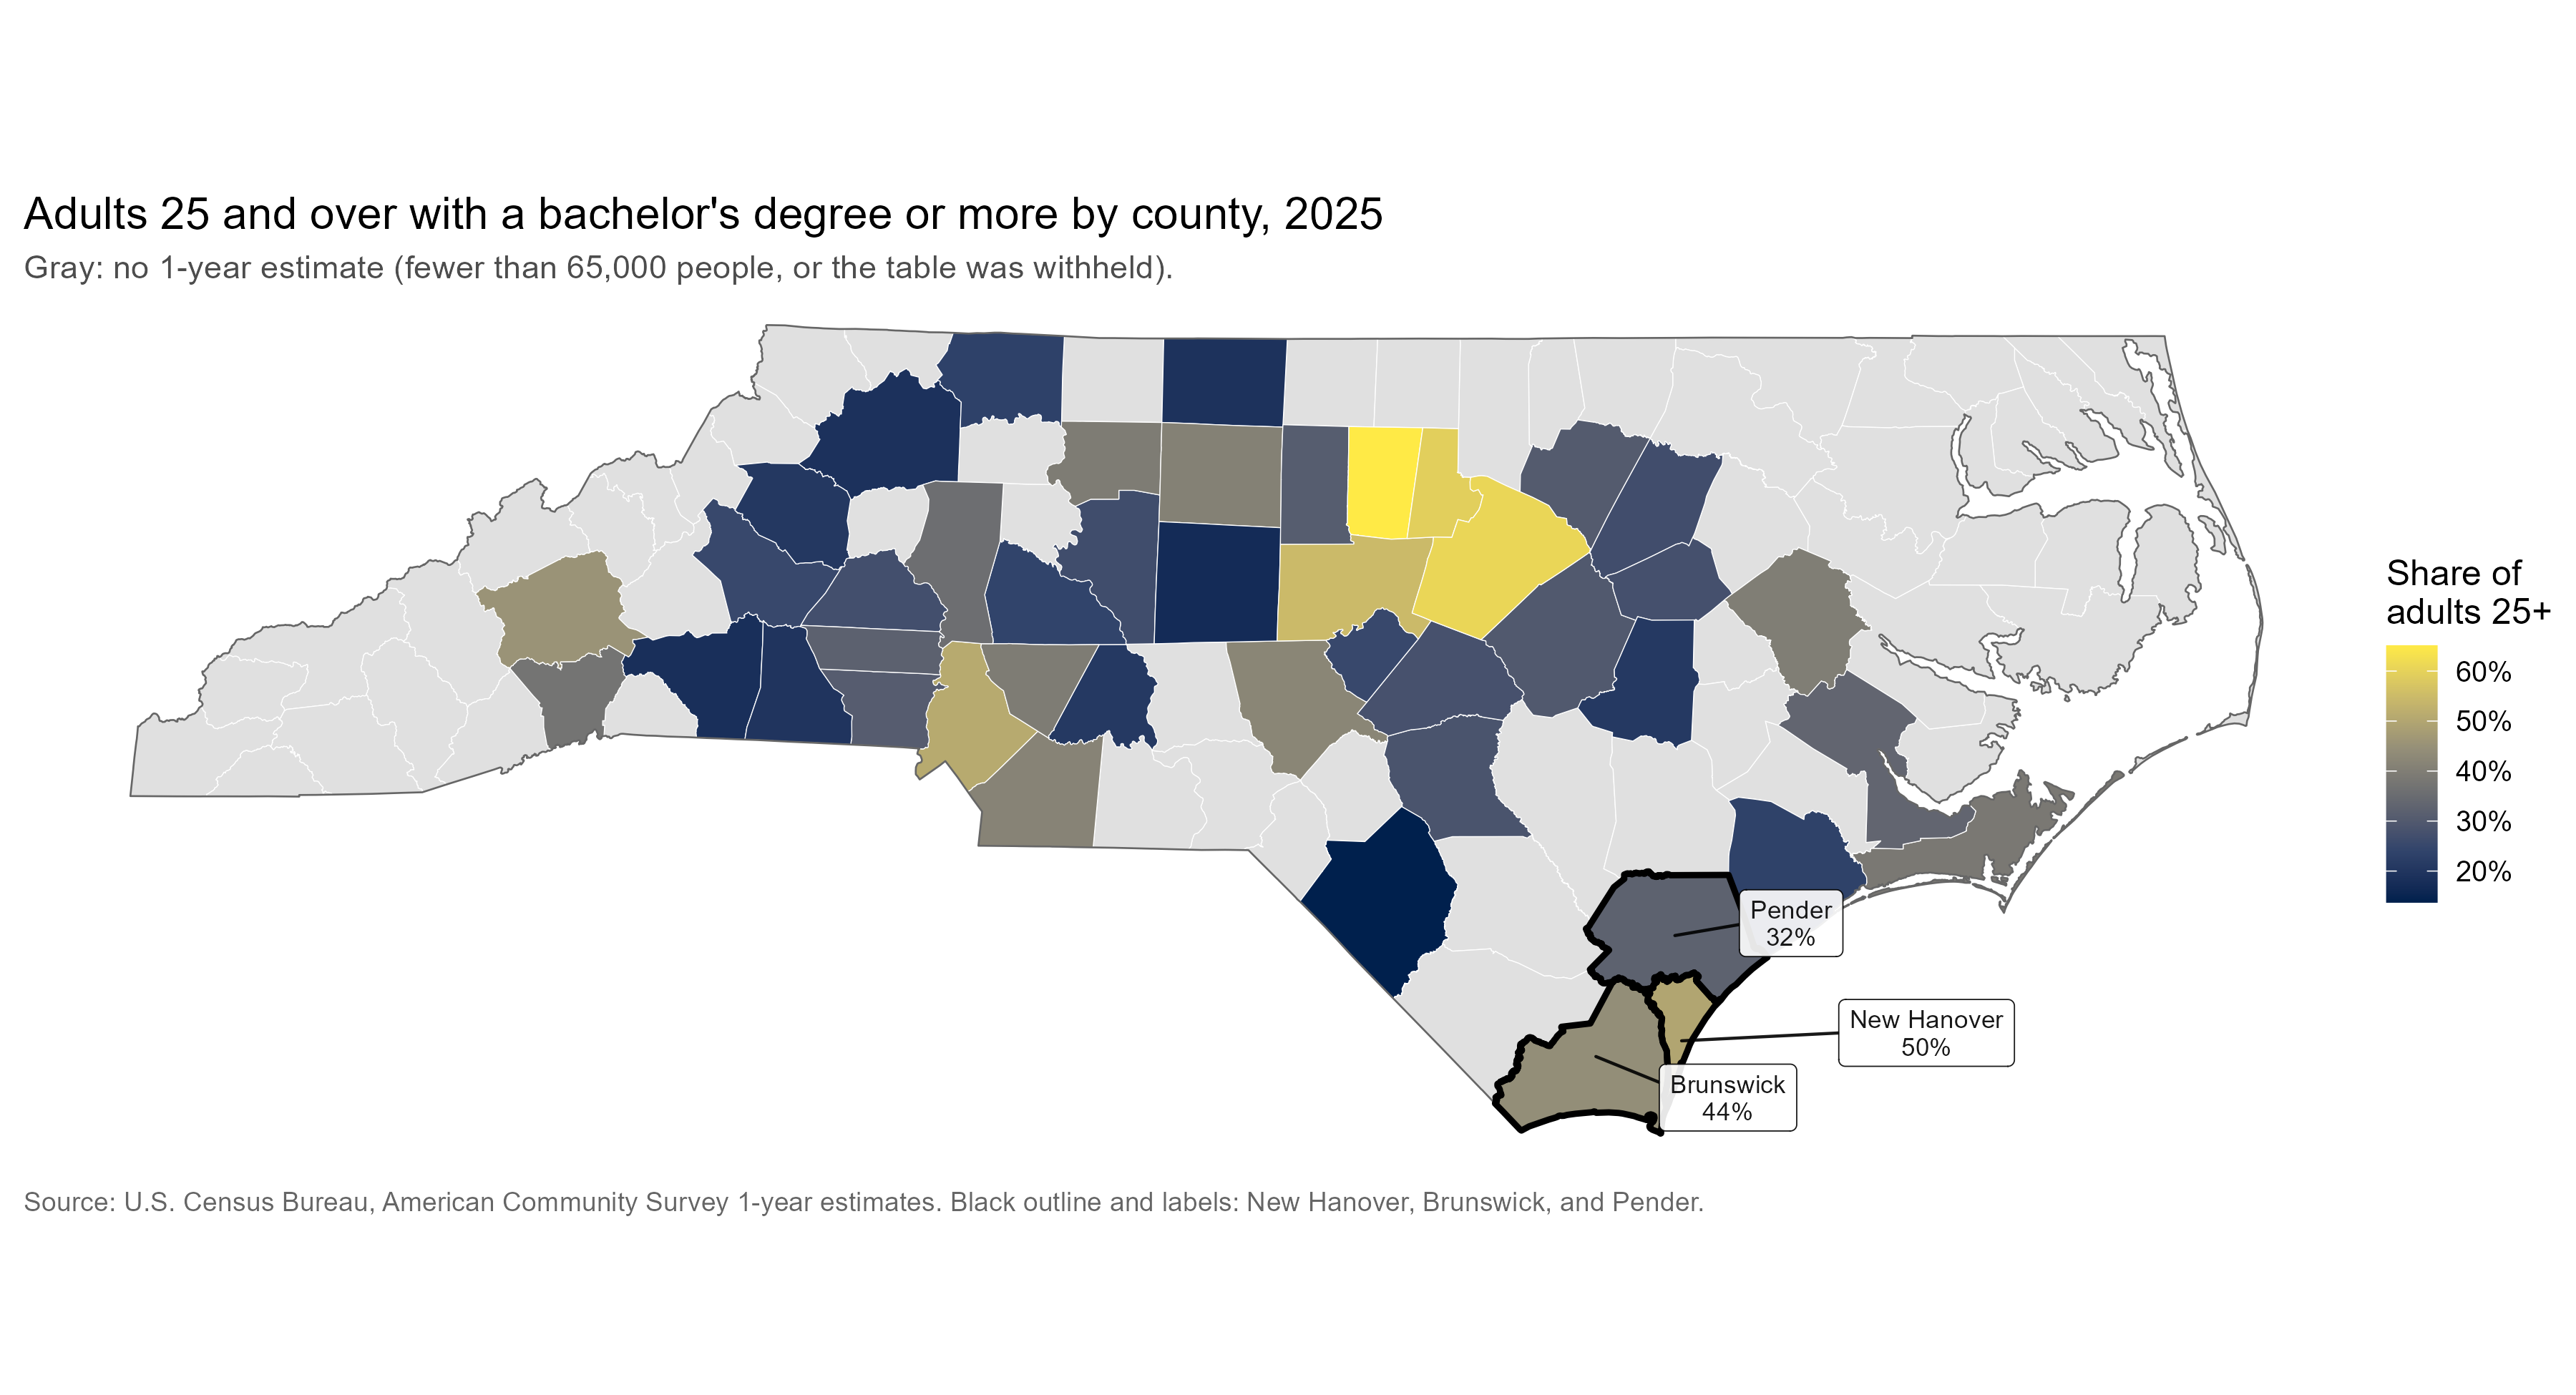 Adults 25 and over with a bachelor's degree or more by county, 2025
Gray: no 1-year estimate (fewer than 65,000 people, or the table was withheld).
Share of
adults 25+
60%
50%
40%
30%
20%
Pender
32%
New Hanover
50%
Brunswick
44%
Source: U.S. Census Bureau, American Community Survey 1-year estimates. Black outline and labels: New Hanover, Brunswick, and Pender.